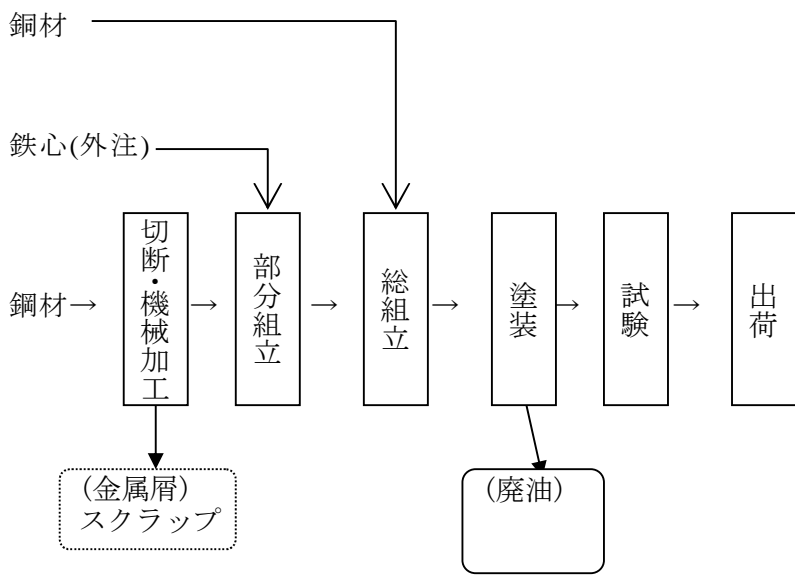 銅材
鉄心(外注)
鋼材→
切断・機械加工
→
部分組立
→
総組立
→
塗装
→
試験
→
出荷
(金属屑)
スクラップ
(廃油)